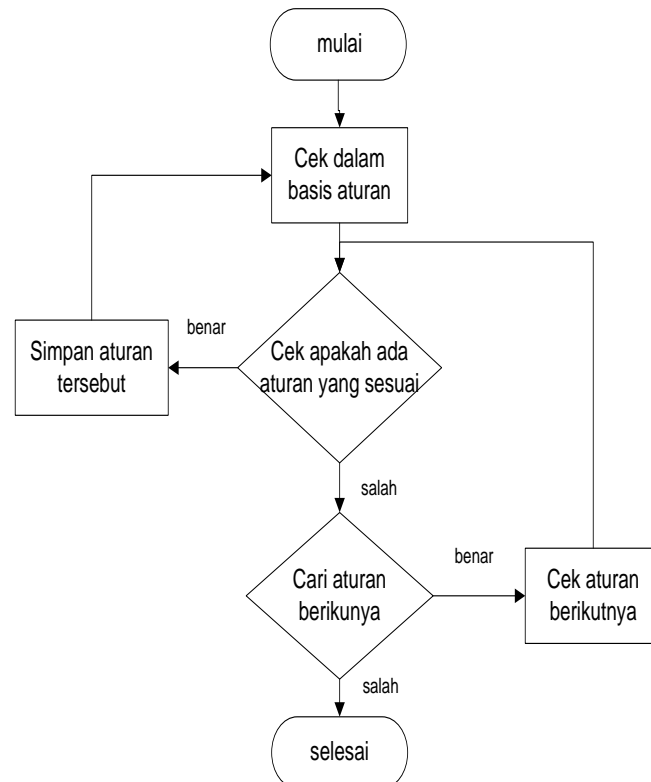 mulai
Cek dalam
basis aturan
benar
Simpan aturan
tersebut
Cek apakah ada
aturan yang sesuai
salah
Cari aturan
berikunya
benar
Cek aturan
berikutnya
salah
selesai